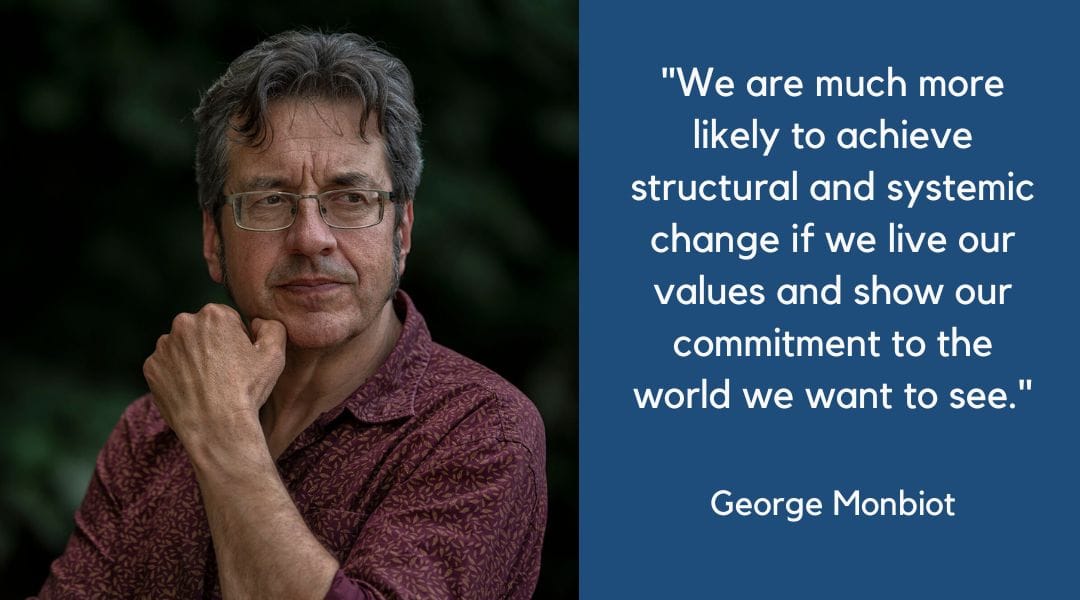 "We are much more
likely to achieve
structural and systemic
change if we live our
values and show our
commitment to the
world we want to see."
George Monbiot